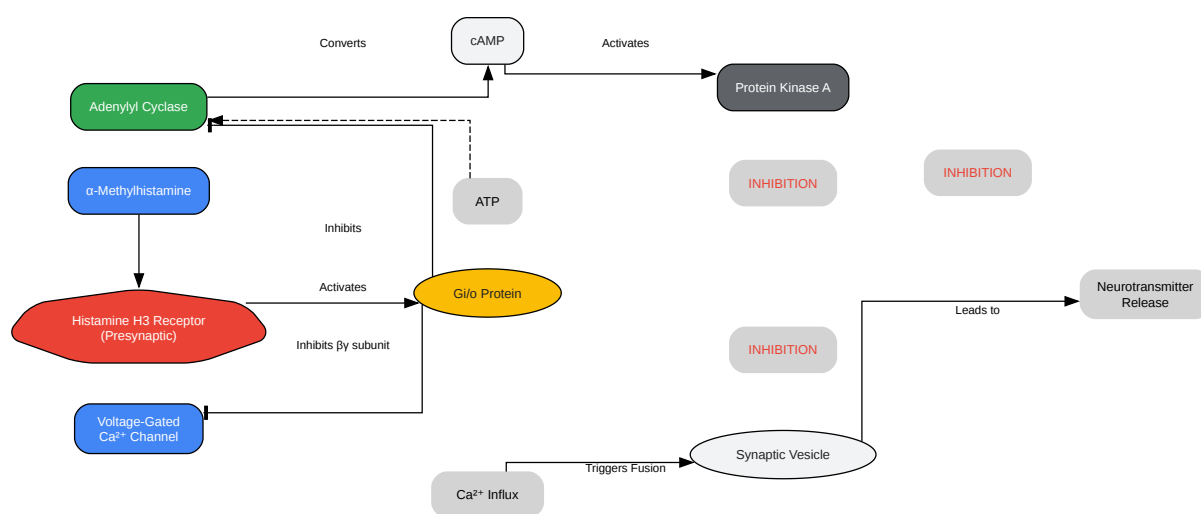 cAMP
Converts
Activates
Protein Kinase A
Adenylyl Cyclase
INHIBITION
INHIBITION
α-Methylhistamine
ATP
Inhibits
Activates
Gi/o Protein
Neurotransmitter
Release
Leads to
Histamine H3 Receptor
(Presynaptic)
Inhibits βγ subunit
INHIBITION
Voltage-Gated
Ca²⁺ Channel
Synaptic Vesicle
Triggers Fusion
Ca²⁺ Influx